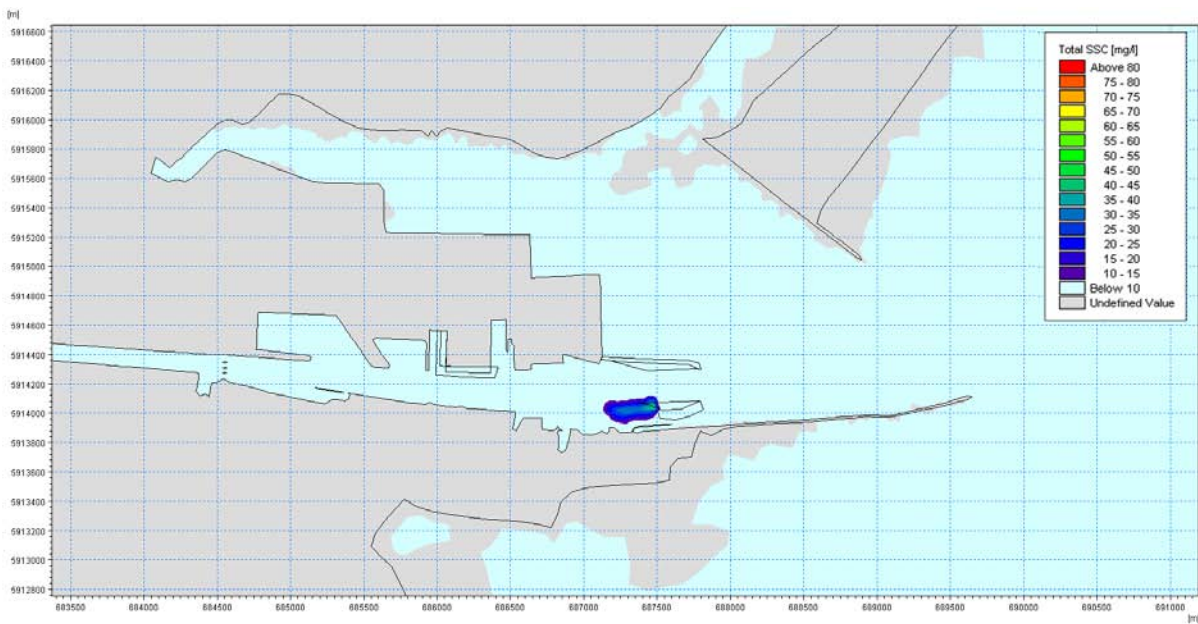 [m]
5916800
5916600
5916400
5916200
5916000
5915800
5915600
5915400
5915200
5915000
5914800
5914600
5914400
5914200
5914000
5913800
5913600
5913400
5913200
5913000
5912800
Total SSC [mg/l]
Above 80
75 - 80
70 - 75
65 - 70
60 - 65
55 - 60
50 - 55
45 - 50
40 - 45
35 - 40
30 - 35
25 - 30
20 - 25
15 - 20
10 - 15
Below 10
Undefined Value
683500 684000 684500 685000 685500 686000 686500 687000 687500 688000 688500 689000 689500 690000 690500 691000
[m]